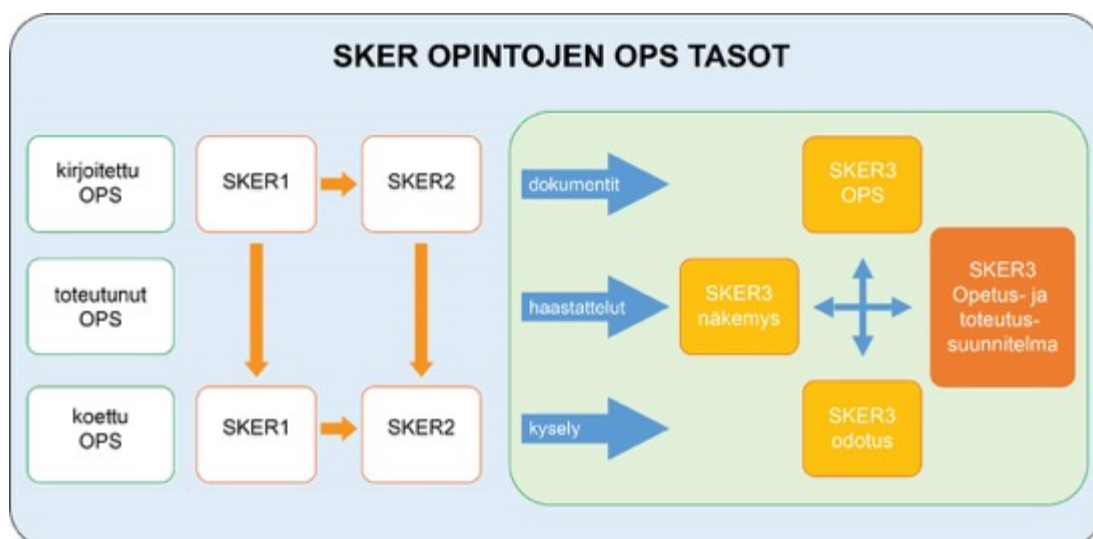 SKER OPINTOJEN OPS TASOT
kirjoitettu
OPS
SKER1
SKER2
dokumentit
SKER3
OPS
toteutunut
OPS
haastattelut
SKER3
näkemys
SKER3
Opetus- ja
toteutus-
suunnitelma
koettu
OPS
SKER1
SKER2
kysely
SKER3
odotus